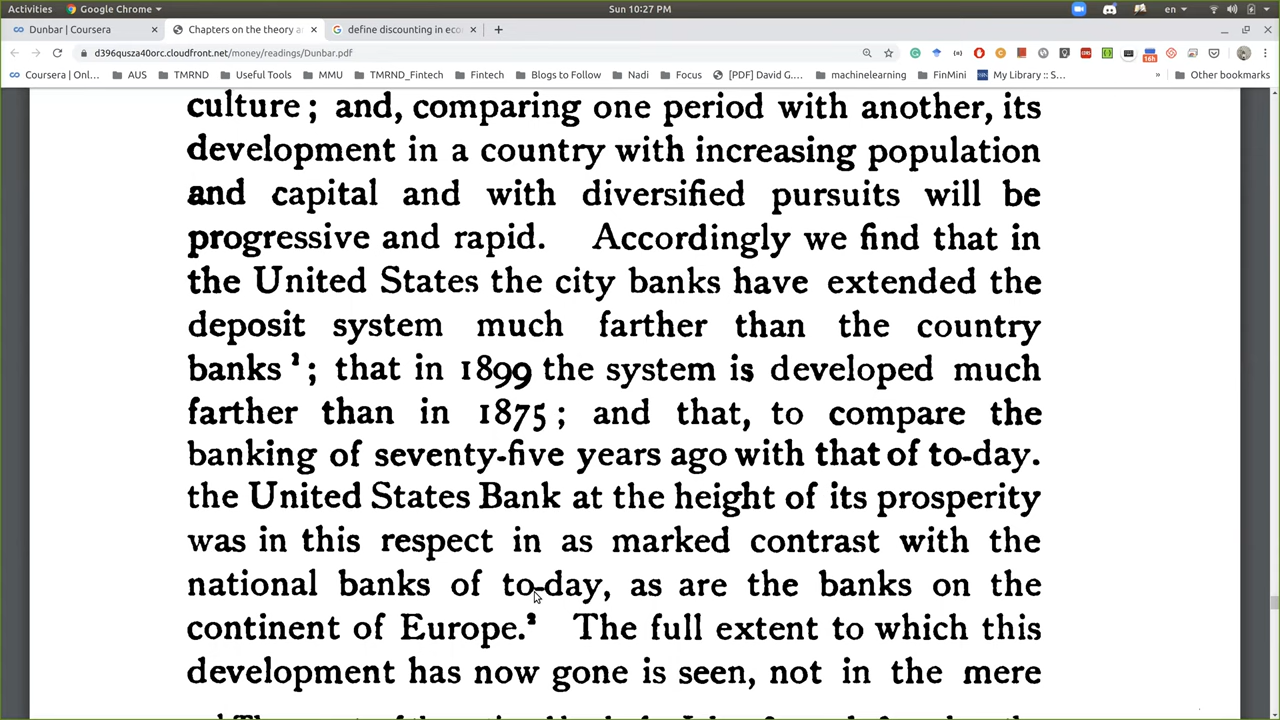 Activities Google Chrome Sun 10:27 PM en
Dunbar | Coursera Chapters on the theory a define discounting in eco
d396qusza40orc.cloudfront.net/money/readings/Dunbar.pdf
Coursera | Onl... AUS TMRND Useful Tools MMU TMRND_Fintech Fintech Blogs to Follow Nadi Focus [PDF] David G.... machinelearning FinMini My Library :: S... » Other bookmarks
culture ; and, comparing one period with another, its
development in a country with increasing population
and capital and with diversified pursuits will be
progressive and rapid. Accordingly we find that in
the United States the city banks have extended the
deposit system much farther than the country
banks ¹ ; that in 1899 the system is developed much
farther than in 1875 ; and that, to compare the
banking of seventy-five years ago with that of to-day.
the United States Bank at the height of its prosperity
was in this respect in as marked contrast with the
national banks of to-day, as are the banks on the
continent of Europe.² The full extent to which this
development has now gone is seen, not in the mere